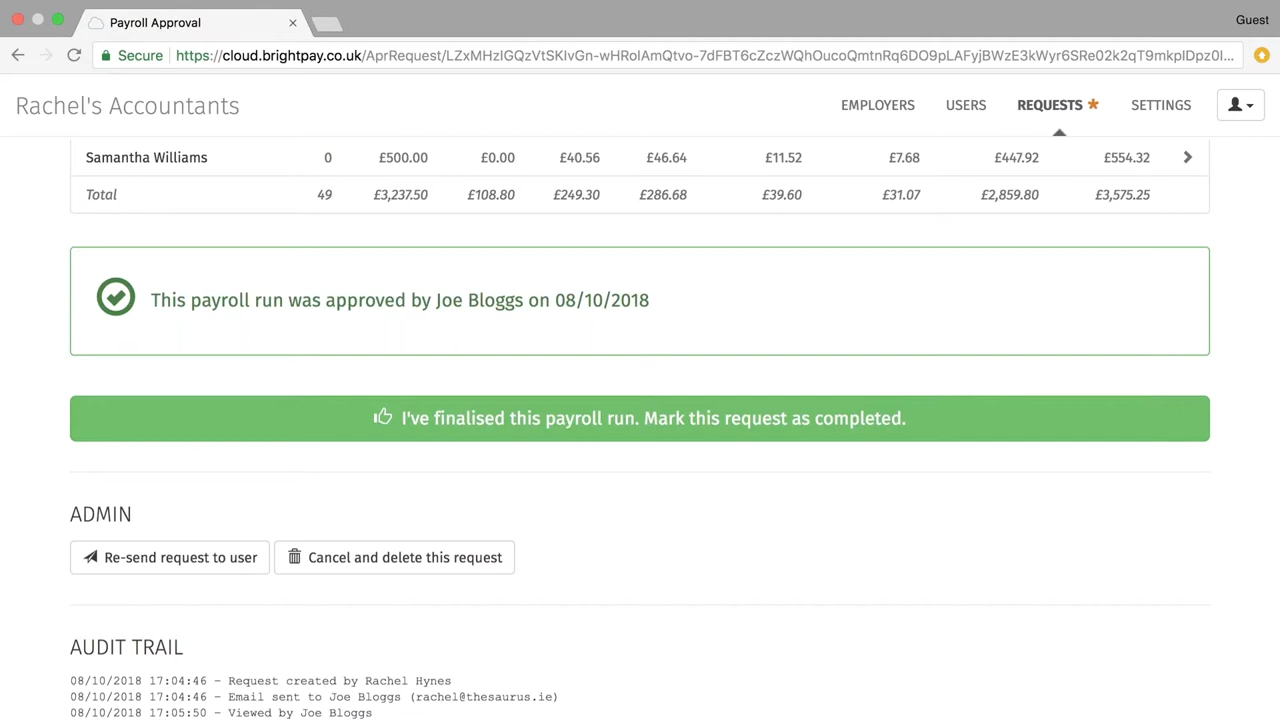 Payroll Approval
Guest
Secure https://cloud.brightpay.co.uk/AprRequest/LZxMHzIGQzVtSKIvGn-wHRolAmQtvo-7dFBT6cZczWQhOucoQmtnRq6DO9pLAFyjBWzE3kWyr6SRe02k2qT9mkpIDpz0I...
Rachel's Accountants
EMPLOYERS USERS REQUESTS * SETTINGS
Samantha Williams 0 £500.00 £0.00 £40.56 £46.64 £11.52 £7.68 £447.92 £554.32
Total 49 £3,237.50 £108.80 £249.30 £286.68 £39.60 £31.07 £2,859.80 £3,575.25
This payroll run was approved by Joe Bloggs on 08/10/2018
I've finalised this payroll run. Mark this request as completed.
ADMIN
Re-send request to user Cancel and delete this request
AUDIT TRAIL
08/10/2018 17:04:46 - Request created by Rachel Hynes
08/10/2018 17:04:46 - Email sent to Joe Bloggs (rachel@thesaurus.ie)
08/10/2018 17:05:50 - Viewed by Joe Bloggs